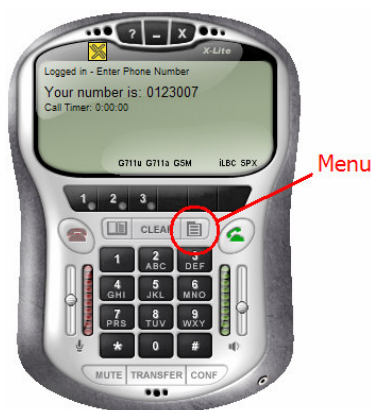 ?
–
X
X-Lite
Logged in - Enter Phone Number
Your number is: 0123007
Call Timer: 0:00:00
G711u G711a GSM iLBC SPX
Menu
1 2 3
CLEAR
1 2 ABC 3 DEF
4 GHI 5 JKL 6 MNO
7 PRS 8 TUV 9 WXY
* 0 #
MUTE TRANSFER CONF